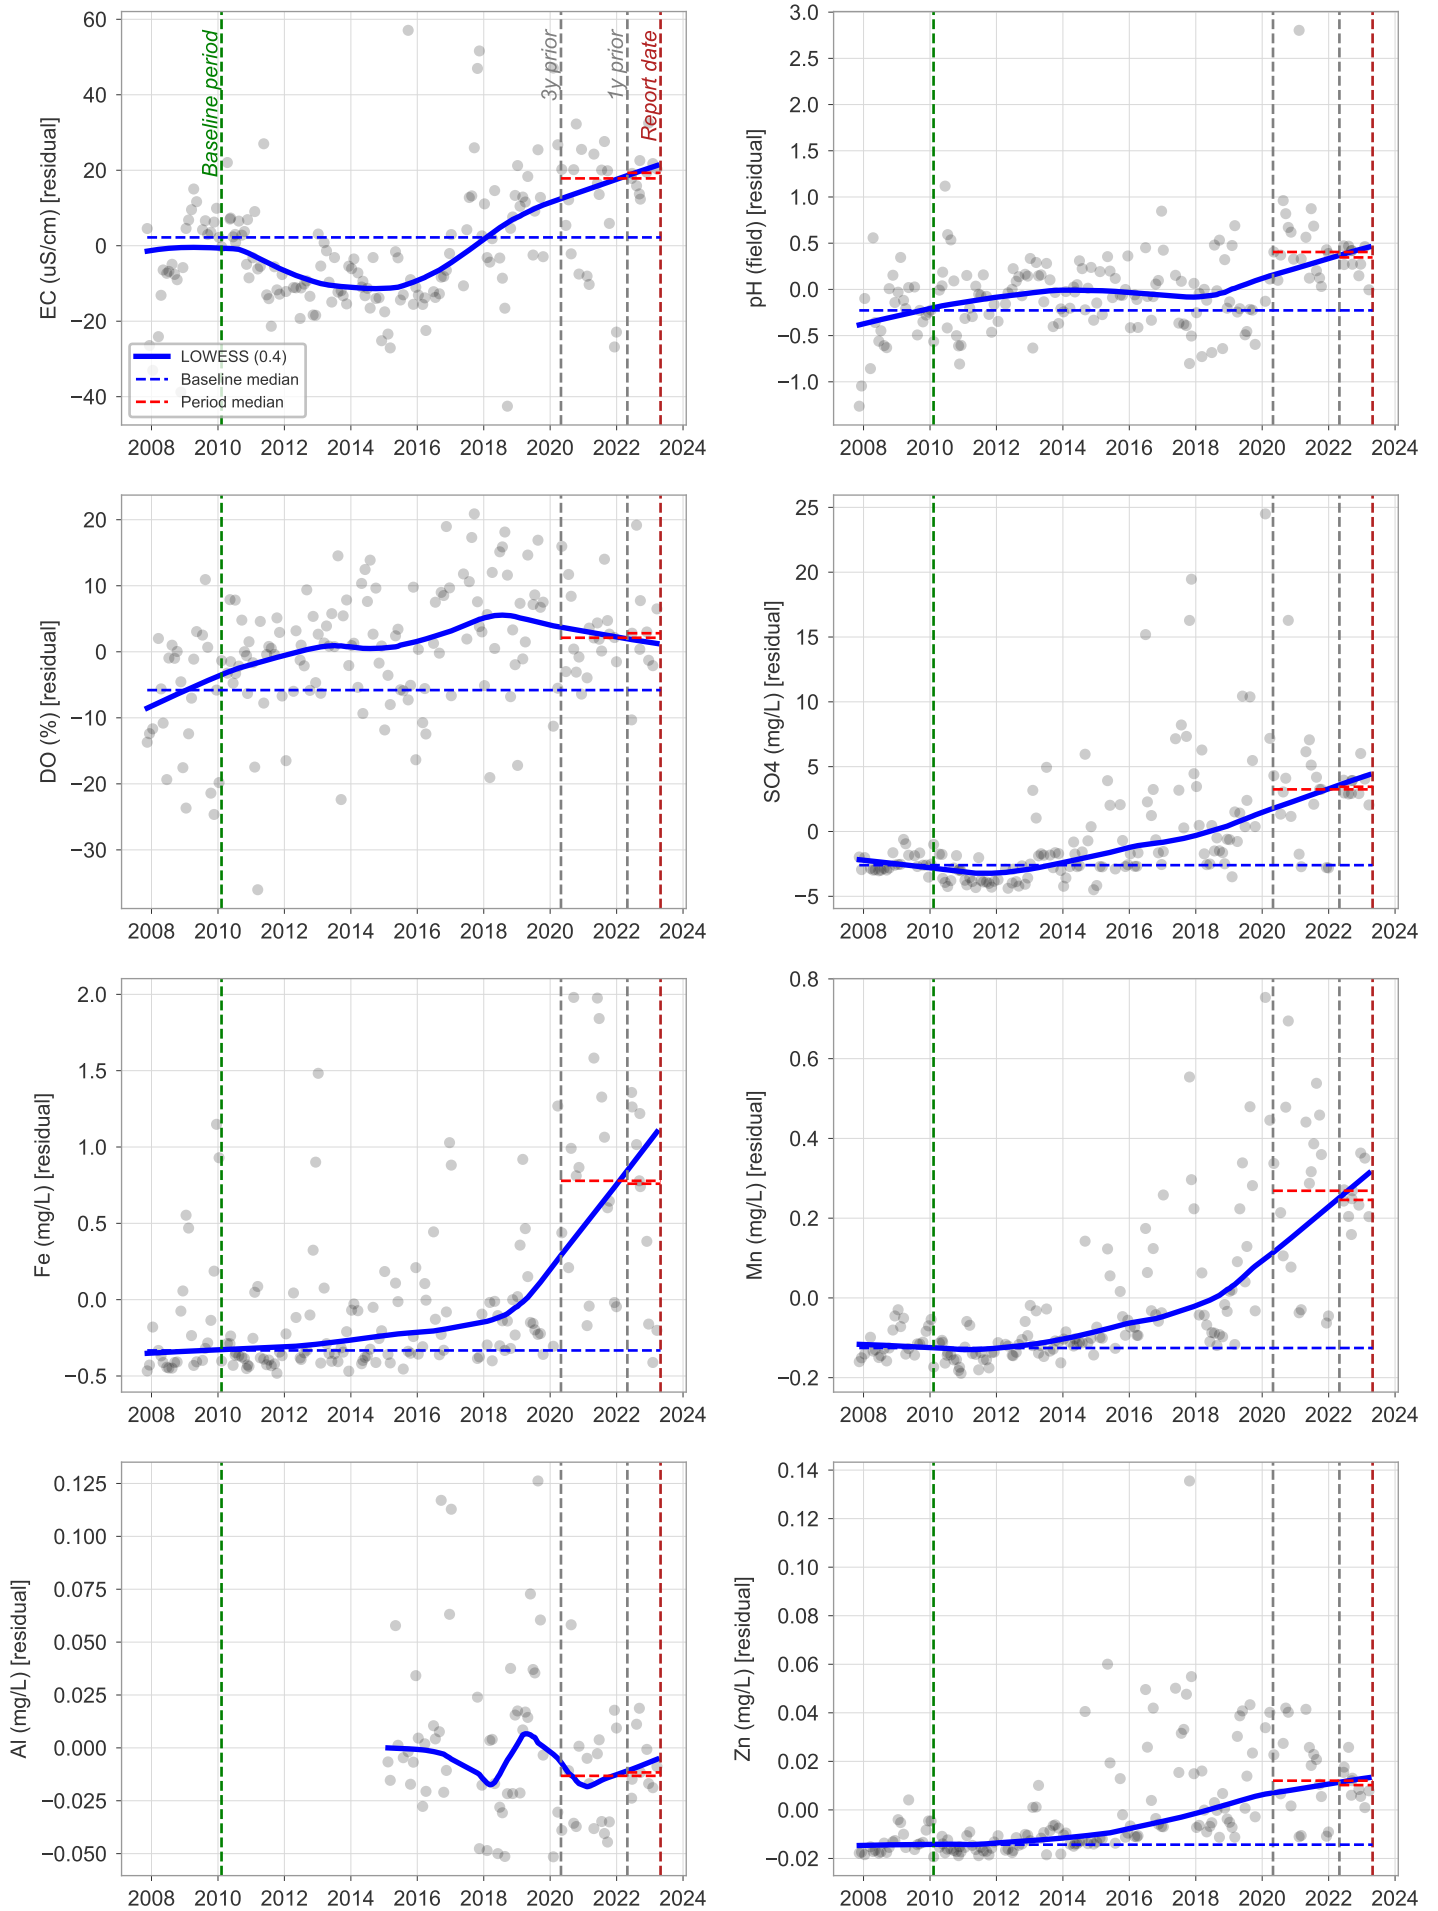 60
40
20
0
−20
−40
EC (uS/cm) [residual]
Baseline period
3y prior
1y prior
Report date
LOWESS (0.4)
Baseline median
Period median
2008 2010 2012 2014 2016 2018 2020 2022 2024
3.0
2.5
2.0
1.5
1.0
0.5
0.0
−0.5
−1.0
pH (field) [residual]
2008 2010 2012 2014 2016 2018 2020 2022 2024
20
10
0
−10
−20
−30
DO (%) [residual]
2008 2010 2012 2014 2016 2018 2020 2022 2024
25
20
15
10
5
0
−5
SO4 (mg/L) [residual]
2008 2010 2012 2014 2016 2018 2020 2022 2024
2.0
1.5
1.0
0.5
0.0
−0.5
Fe (mg/L) [residual]
2008 2010 2012 2014 2016 2018 2020 2022 2024
0.8
0.6
0.4
0.2
0.0
−0.2
Mn (mg/L) [residual]
2008 2010 2012 2014 2016 2018 2020 2022 2024
0.125
0.100
0.075
0.050
0.025
0.000
−0.025
−0.050
Al (mg/L) [residual]
2008 2010 2012 2014 2016 2018 2020 2022 2024
0.14
0.12
0.10
0.08
0.06
0.04
0.02
0.00
−0.02
Zn (mg/L) [residual]
2008 2010 2012 2014 2016 2018 2020 2022 2024